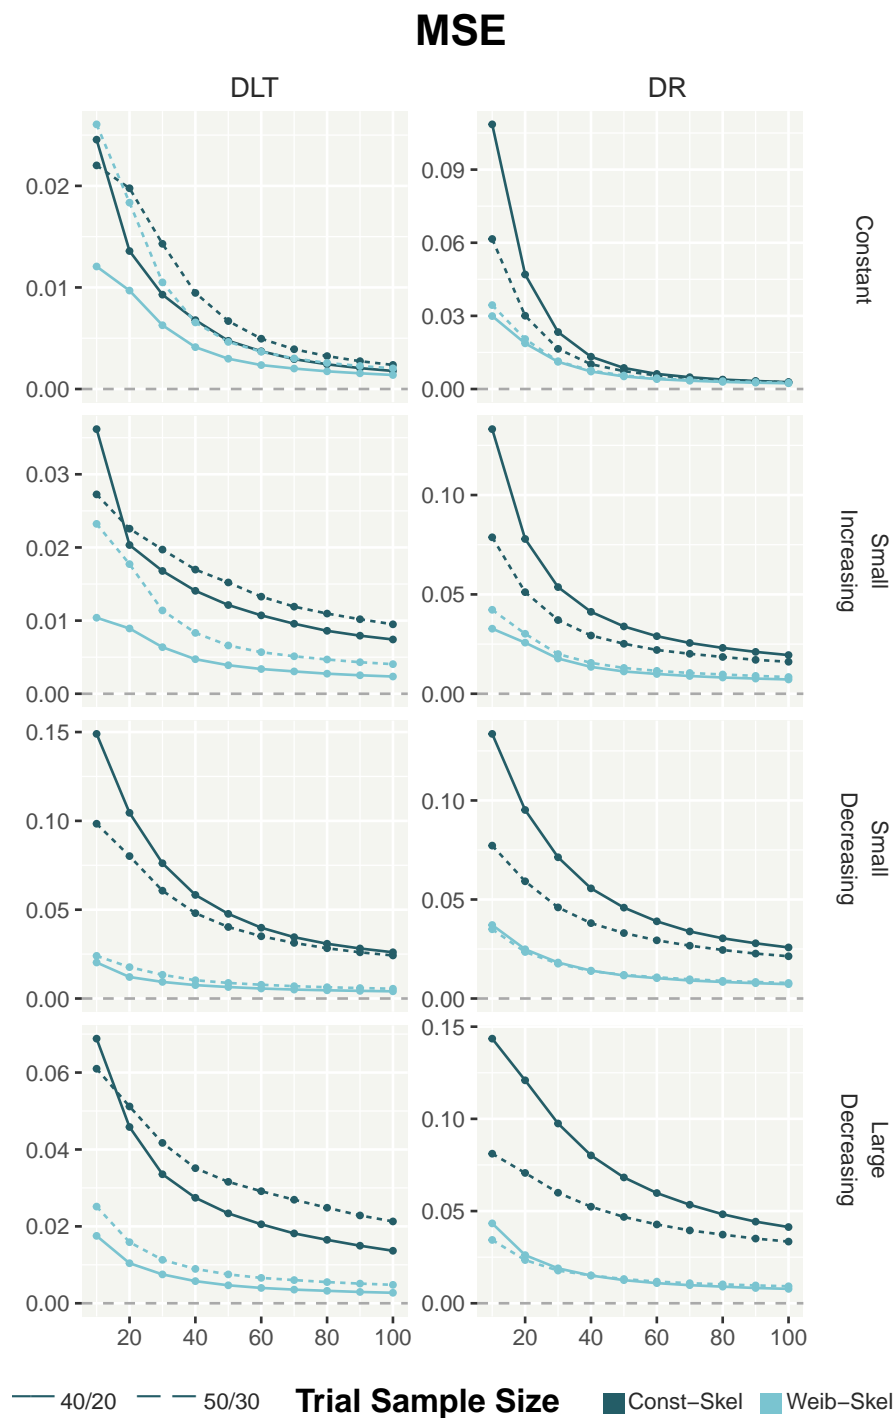 MSE
DLT DR
0.02
0.01
0.00
0.09
0.06
0.03
0.00
Constant
0.03
0.02
0.01
0.00
0.10
0.05
0.00
Small
Increasing
0.15
0.10
0.05
0.00
0.10
0.05
0.00
Small
Decreasing
0.06
0.04
0.02
0.00
0.15
0.10
0.05
0.00
Large
Decreasing
20 40 60 80 100 20 40 60 80 100
40/20 50/30 Trial Sample Size Const−Skel Weib−Skel